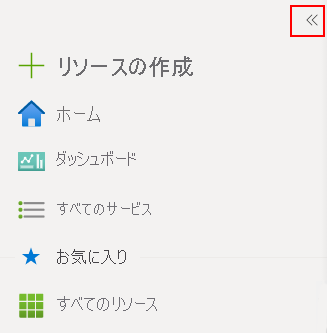 リソースの作成
ホーム
ダッシュボード
すべてのサービス
お気に入り
すべてのリソース